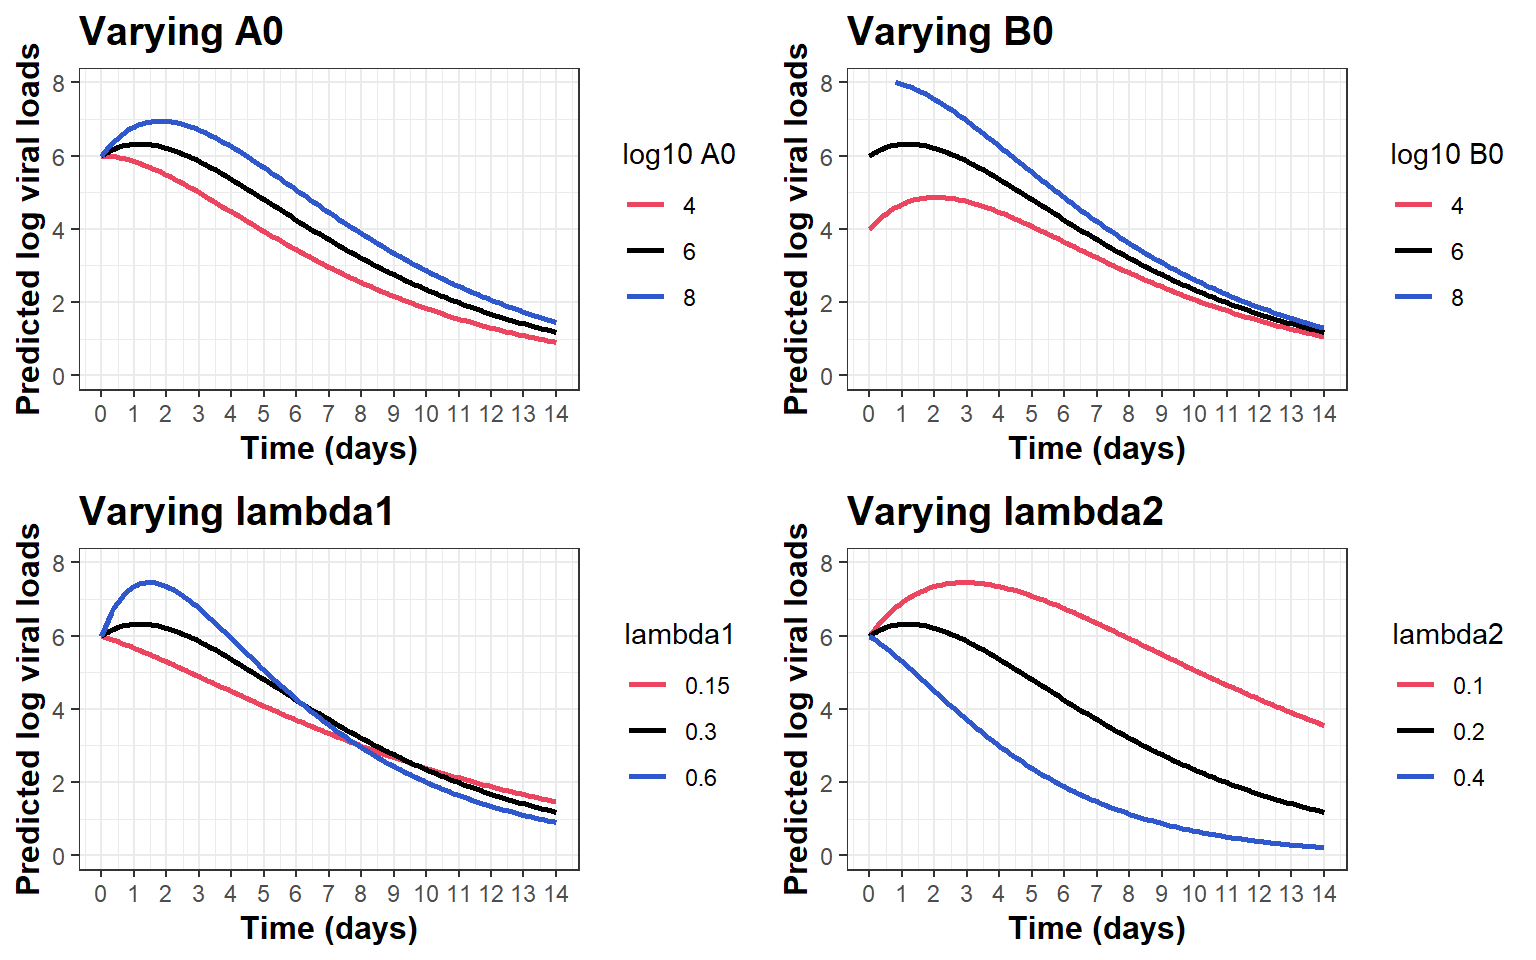 Varying A0
Predicted log viral loads
8
6
4
2
0
0 1 2 3 4 5 6 7 8 9 10 11 12 13 14
Time (days)
log10 A0
4
6
8
Varying B0
Predicted log viral loads
8
6
4
2
0
0 1 2 3 4 5 6 7 8 9 10 11 12 13 14
Time (days)
log10 B0
4
6
8
Varying lambda1
Predicted log viral loads
8
6
4
2
0
0 1 2 3 4 5 6 7 8 9 10 11 12 13 14
Time (days)
lambda1
0.15
0.3
0.6
Varying lambda2
Predicted log viral loads
8
6
4
2
0
0 1 2 3 4 5 6 7 8 9 10 11 12 13 14
Time (days)
lambda2
0.1
0.2
0.4